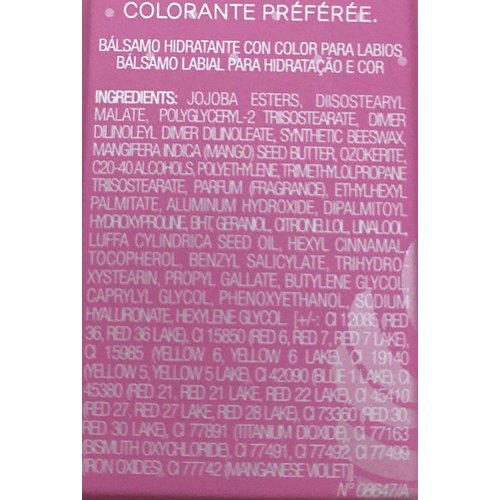 COLORANTE PRÉFÉRÉE.
BÁLSAMO HIDRATANTE CON COLOR PARA LABIOS
BÁLSAMO LABIAL PARA HIDRATAÇÃO E COR
INGREDIENTS: JOJOBA ESTERS, DIISOSTEARYL
MALATE, POLYGLYCERYL-2 TRIISOSTEARATE, DIMER
DILINOLEYL DIMER DILINOLEATE, SYNTHETIC BEESWAX,
MANGIFERA INDICA (MANGO) SEED BUTTER, OZOKERITE,
C20-40 ALCOHOLS, POLYETHYLENE, TRIMETHYLOLPROPANE
TRIISOSTEARATE, PARFUM (FRAGRANCE), ETHYLHEXYL
PALMITATE, ALUMINUM HYDROXIDE, DIPALMITOYL
HYDROXYPROLINE, BHT, GERANIOL, CITRONELLOL, LINALOOL,
LUFFA CYLINDRICA SEED OIL, HEXYL CINNAMAL,
TOCOPHEROL, BENZYL SALICYLATE, TRIHYDRO-
XYSTEARIN, PROPYL GALLATE, BUTYLENE GLYCOL,
CAPRYLYL GLYCOL, PHENOXYETHANOL, SODIUM
HYALURONATE, HEXYLENE GLYCOL. [+/-: CI 12085 (RED
36, RED 36 LAKE), CI 15850 (RED 6, RED 7, RED 7 LAKE),
CI 15985 (YELLOW 6, YELLOW 6 LAKE), CI 19140
(YELLOW 5, YELLOW 5 LAKE), CI 42090 (BLUE 1 LAKE), CI
45380 (RED 21, RED 21 LAKE, RED 22 LAKE), CI 45410
(RED 27, RED 27 LAKE, RED 28 LAKE), CI 73360 (RED 30,
RED 30 LAKE), CI 77891 (TITANIUM DIOXIDE), CI 77163
(BISMUTH OXYCHLORIDE), CI 77491, CI 77492, CI 77499
(IRON OXIDES), CI 77742 (MANGANESE VIOLET)].
N° 08647/A